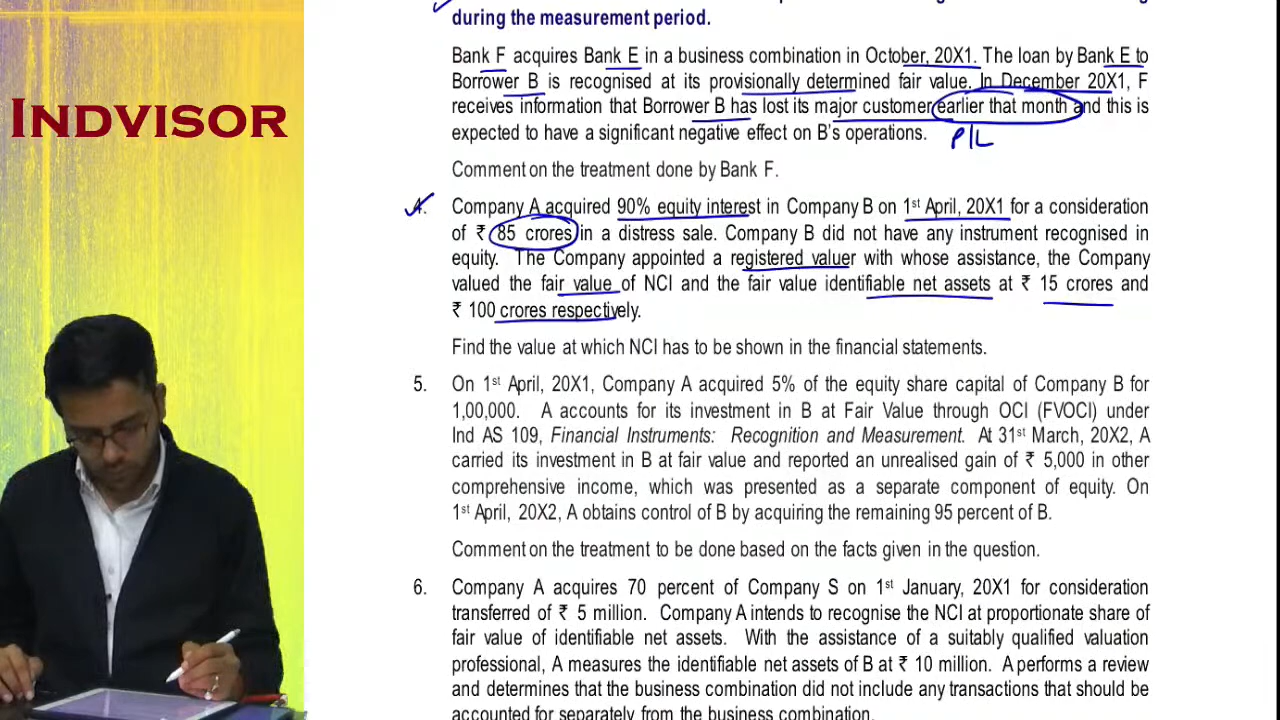 INDVISOR
during the measurement period.
Bank F acquires Bank E in a business combination in October, 20X1. The loan by Bank E to
Borrower B is recognised at its provisionally determined fair value. In December 20X1, F
receives information that Borrower B has lost its major customer earlier that month and this is
expected to have a significant negative effect on B's operations.
P/L
Comment on the treatment done by Bank F.
4. Company A acquired 90% equity interest in Company B on 1st April, 20X1 for a consideration
of ₹ 85 crores in a distress sale. Company B did not have any instrument recognised in
equity. The Company appointed a registered valuer with whose assistance, the Company
valued the fair value of NCI and the fair value identifiable net assets at ₹ 15 crores and
₹ 100 crores respectively.
Find the value at which NCI has to be shown in the financial statements.
5. On 1st April, 20X1, Company A acquired 5% of the equity share capital of Company B for
1,00,000. A accounts for its investment in B at Fair Value through OCI (FVOCI) under
Ind AS 109, Financial Instruments: Recognition and Measurement. At 31st March, 20X2, A
carried its investment in B at fair value and reported an unrealised gain of ₹ 5,000 in other
comprehensive income, which was presented as a separate component of equity. On
1st April, 20X2, A obtains control of B by acquiring the remaining 95 percent of B.
Comment on the treatment to be done based on the facts given in the question.
6. Company A acquires 70 percent of Company S on 1st January, 20X1 for consideration
transferred of ₹ 5 million. Company A intends to recognise the NCI at proportionate share of
fair value of identifiable net assets. With the assistance of a suitably qualified valuation
professional, A measures the identifiable net assets of B at ₹ 10 million. A performs a review
and determines that the business combination did not include any transactions that should be
accounted for separately from the business combination.